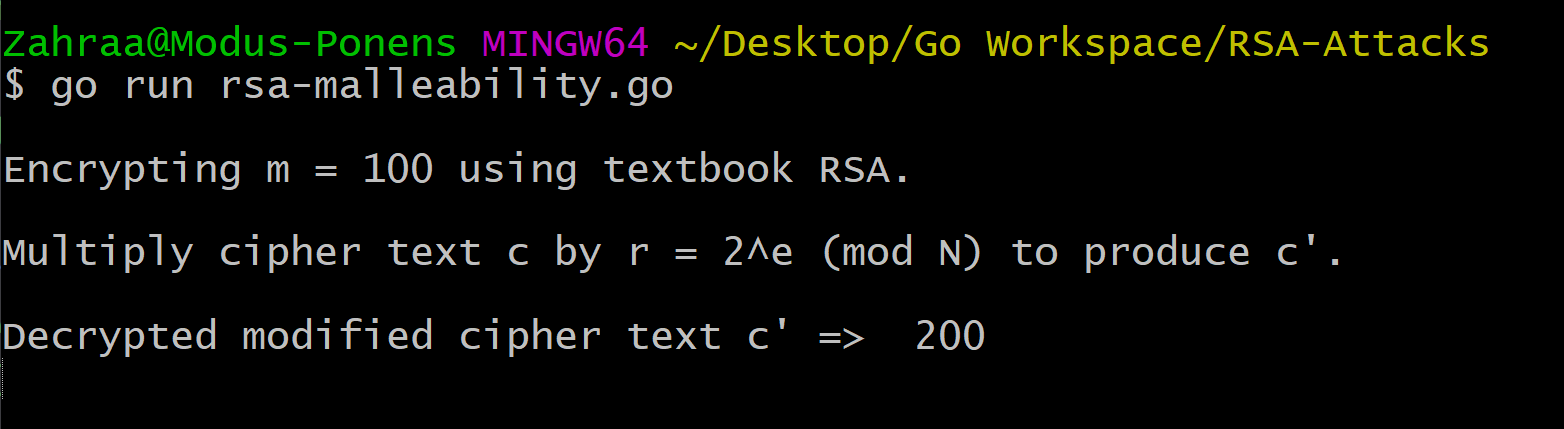 Zahraa@Modus-Ponens MINGW64 ~/Desktop/Go Workspace/RSA-Attacks
$ go run rsa-malleability.go
Encrypting m = 100 using textbook RSA.
Multiply cipher text c by r = 2^e (mod N) to produce c'.
Decrypted modified cipher text c' =>  200